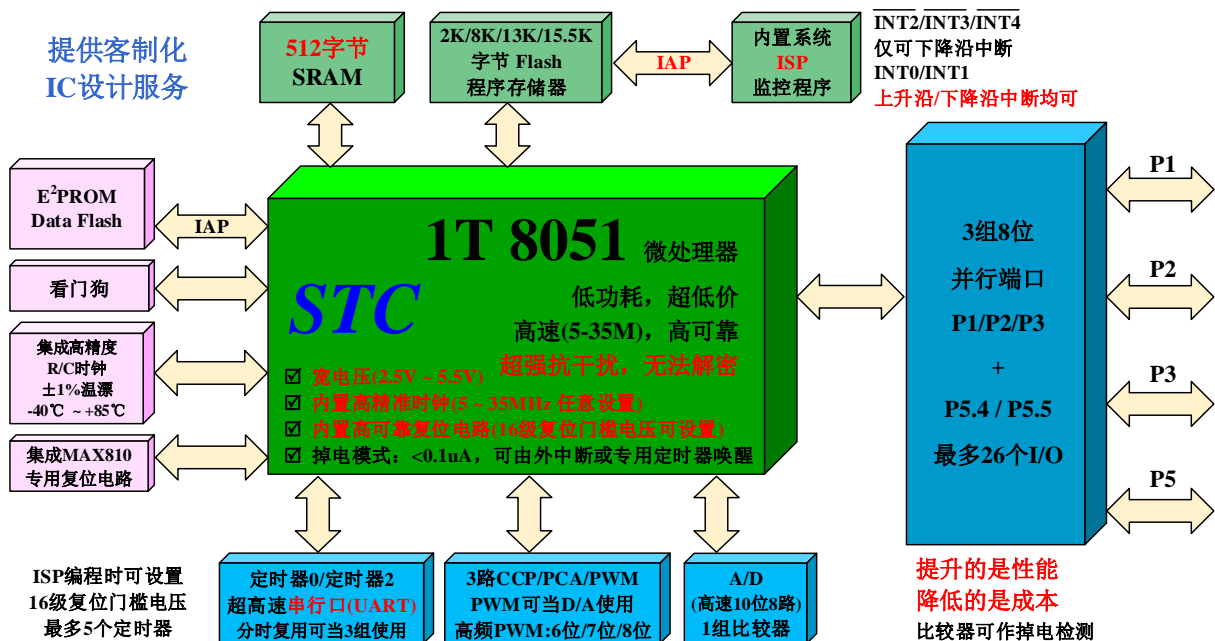 提供客制化
IC设计服务
512字节
SRAM
2K/8K/13K/15.5K
字节 Flash
程序存储器
IAP
内置系统
ISP
监控程序
INT2/INT3/INT4
仅可下降沿中断
INT0/INT1
上升沿/下降沿中断均可
E²PROM
Data Flash
IAP
看门狗
集成高精度
R/C时钟
±1%温漂
-40℃ ~ +85℃
集成MAX810
专用复位电路
1T 8051 微处理器
STC
低功耗，超低价
高速(5-35M)，高可靠
超强抗干扰，无法解密
☑ 宽电压(2.5V ~ 5.5V)
☑ 内置高精准时钟(5 ~ 35MHz 任意设置)
☑ 内置高可靠复位电路(16级复位门槛电压可设置)
☑ 掉电模式：<0.1uA，可由外中断或专用定时器唤醒
3组8位
并行端口
P1/P2/P3
+
P5.4 / P5.5
最多26个I/O
P1
P2
P3
P5
ISP编程时可设置
16级复位门槛电压
最多5个定时器
定时器0/定时器2
超高速串行口(UART)
分时复用可当3组使用
3路CCP/PCA/PWM
PWM可当D/A使用
高频PWM:6位/7位/8位
A/D
(高速10位8路)
1组比较器
提升的是性能
降低的是成本
比较器可作掉电检测